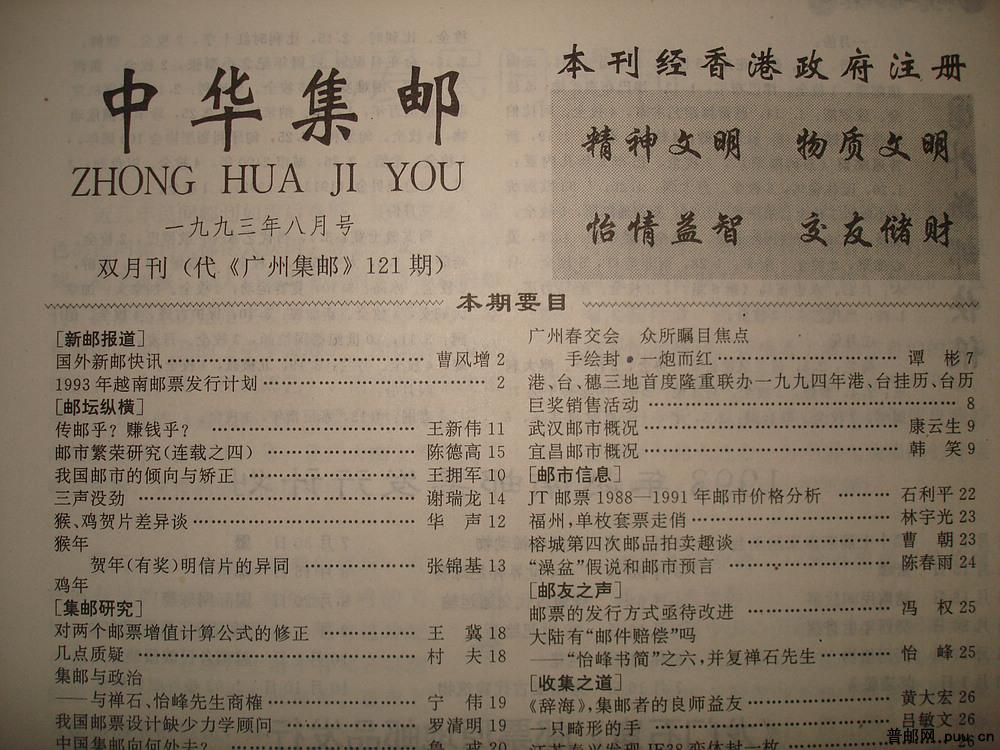 中华集邮
ZHONG HUA JI YOU
一九九三年八月号
双月刊（代《广州集邮》121期）
本刊经香港政府注册
精神文明 物质文明
怡情益智 交友储财
本期要目
[新邮报道]
国外新邮快讯……………………………曹风增 2
1993年越南邮票发行计划……………………… 2
[邮坛纵横]
传邮乎？赚钱乎？ ……………………王新伟 11
邮市繁荣研究(连载之四) ………………陈德高 15
我国邮市的倾向与矫正 …………………王拥军 10
三声没劲 ……………………………谢瑞龙 14
猴、鸡贺片差异谈………………………华 声 12
猴年
贺年(有奖)明信片的异同 ……………张锦基 13
鸡年
[集邮研究]
对两个邮票增值计算公式的修正 …………王 冀 18
几点质疑 ……………………………村 夫 18
集邮与政治
——与禅石、怡峰先生商榷………………宁 伟 19
我国邮票设计缺少力学顾问 ………………罗清明 19
中国集邮向何处去？………………………鲁 戒 20
广州春交会 众所瞩目焦点
手绘封·一炮而红………………………谭 彬 7
港、台、穗三地首度隆重联办一九九四年港、台挂历、台历
巨奖销售活动 ………………………………… 8
武汉邮市概况……………………………康云生 9
宜昌邮市概况……………………………韩 笑 9
[邮市信息]
JT邮票1988—1991年邮市价格分析 ………石利平 22
福州，单枚套票走俏………………………林宇光 23
榕城第四次邮品拍卖趣谈 …………………曹 朝 23
“澡盆”假说和邮市预言 …………………陈春雨 24
[邮友之声]
邮票的发行方式亟待改进 …………………冯 权 25
大陆有“邮件赔偿”吗
——“怡峰书简”之六，并复禅石先生…………怡 峰 25
[收集之道]
《辞海》，集邮者的良师益友 ………………黄大宏 26
一只畸形的手 …………………………吕敏文 26
普邮网.puu.cn